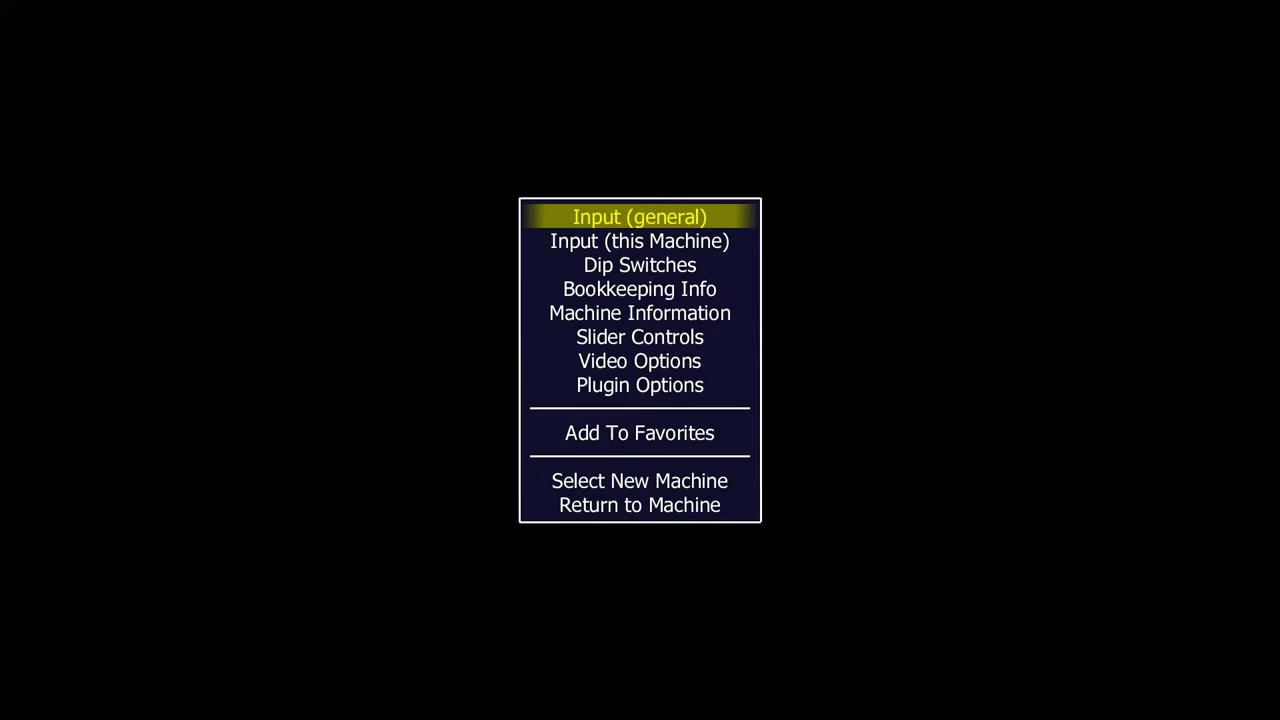 Input (general)
Input (this Machine)
Dip Switches
Bookkeeping Info
Machine Information
Slider Controls
Video Options
Plugin Options
Add To Favorites
Select New Machine
Return to Machine